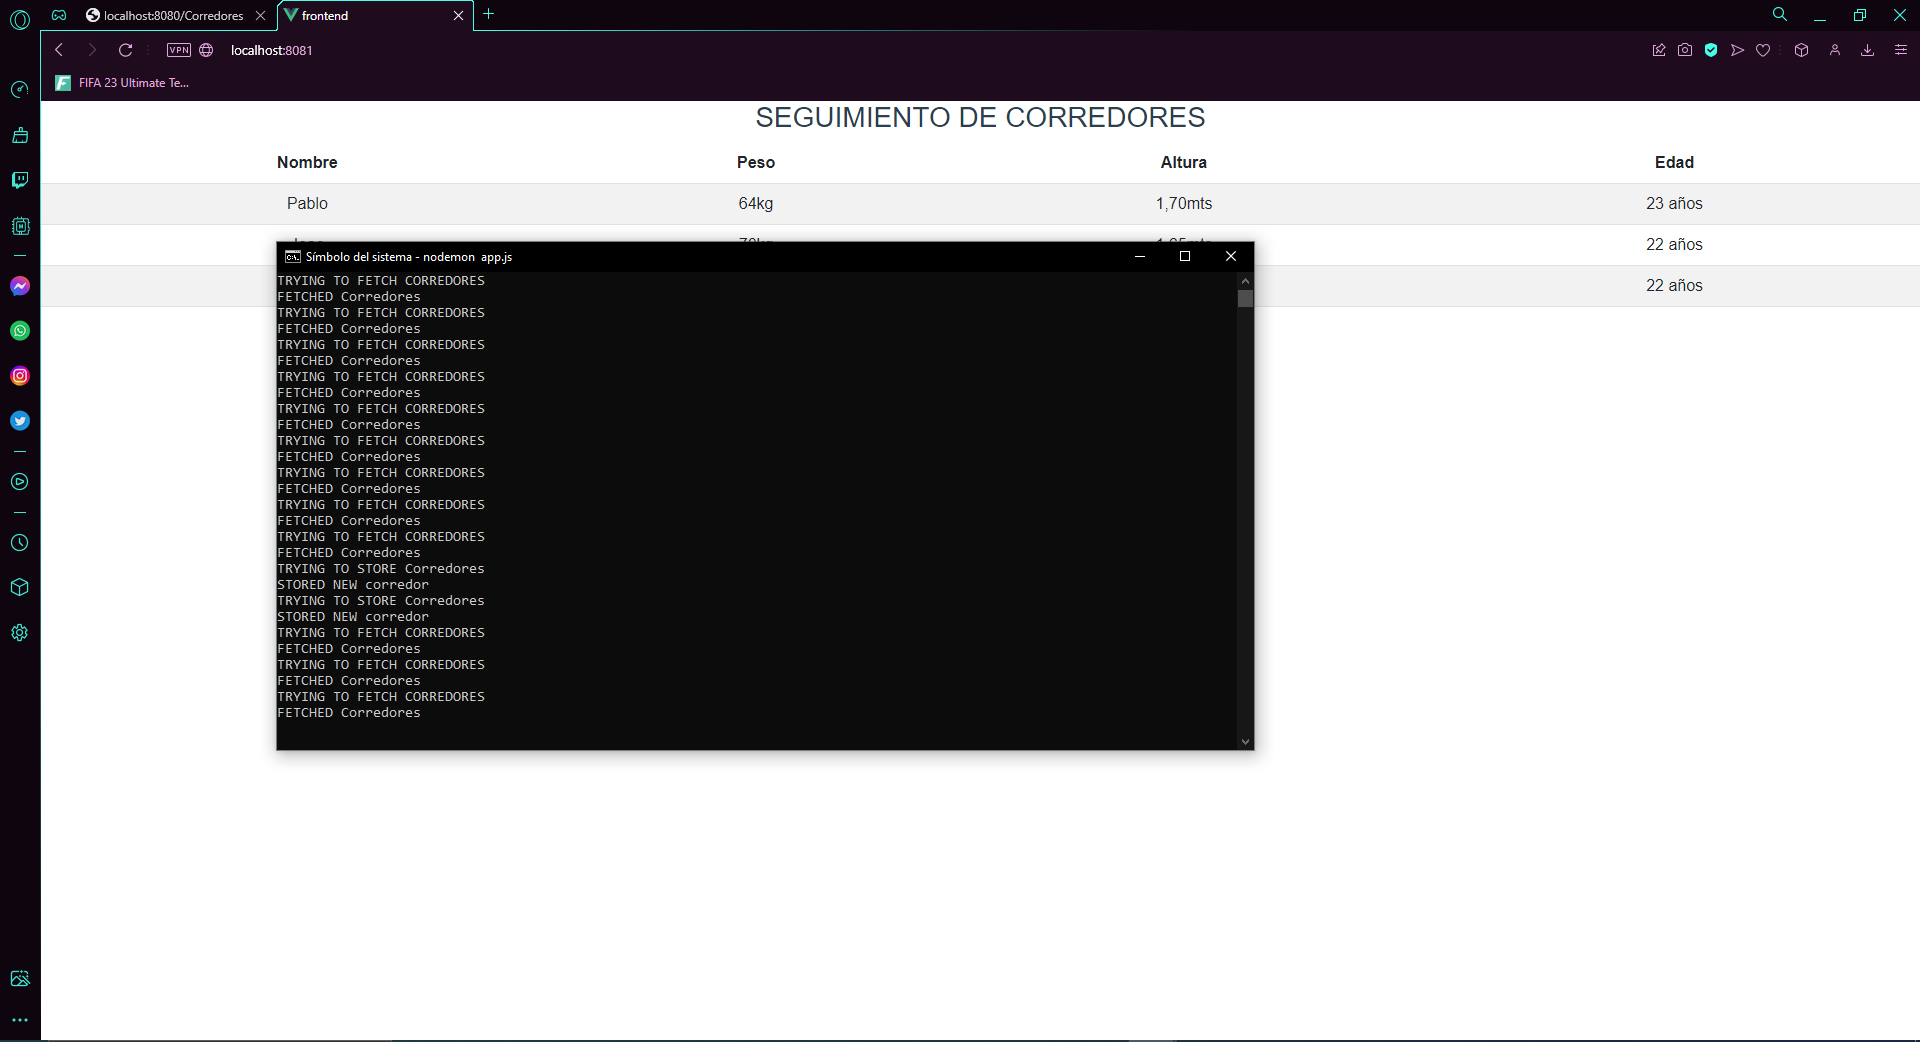 localhost:8080/Corredores
frontend
VPN
localhost:8081
FIFA 23 Ultimate Te...
SEGUIMIENTO DE CORREDORES
Nombre Peso Altura Edad
Pablo 64kg 1,70mts 23 años
22 años
22 años
Símbolo del sistema - nodemon app.js
TRYING TO FETCH CORREDORES
FETCHED Corredores
TRYING TO FETCH CORREDORES
FETCHED Corredores
TRYING TO FETCH CORREDORES
FETCHED Corredores
TRYING TO FETCH CORREDORES
FETCHED Corredores
TRYING TO FETCH CORREDORES
FETCHED Corredores
TRYING TO FETCH CORREDORES
FETCHED Corredores
TRYING TO FETCH CORREDORES
FETCHED Corredores
TRYING TO FETCH CORREDORES
FETCHED Corredores
TRYING TO FETCH CORREDORES
FETCHED Corredores
TRYING TO STORE Corredores
STORED NEW corredor
TRYING TO STORE Corredores
STORED NEW corredor
TRYING TO FETCH CORREDORES
FETCHED Corredores
TRYING TO FETCH CORREDORES
FETCHED Corredores
TRYING TO FETCH CORREDORES
FETCHED Corredores